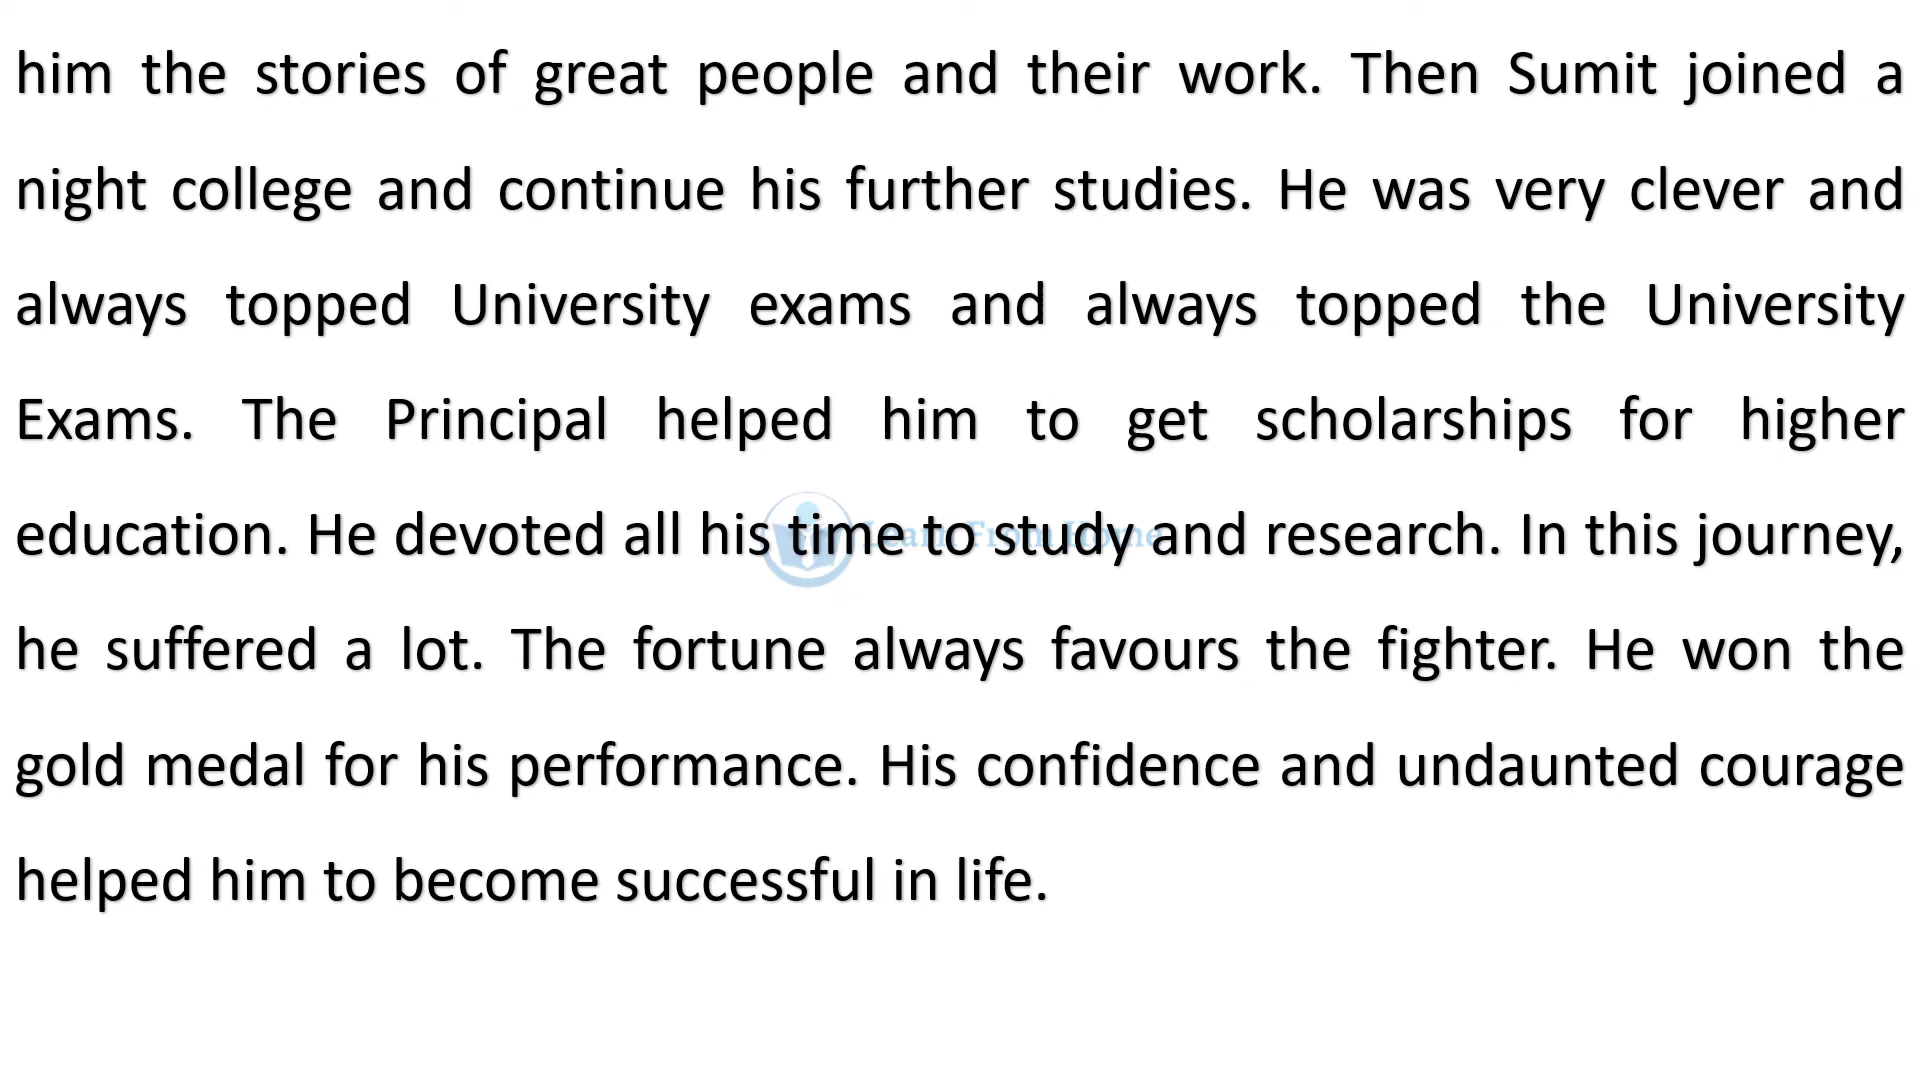 him the stories of great people and their work. Then Sumit joined a
night college and continue his further studies. He was very clever and
always topped University exams and always topped the University
Exams. The Principal helped him to get scholarships for higher
education. He devoted all his time to study and research. In this journey,
Learn From Home
he suffered a lot. The fortune always favours the fighter. He won the
gold medal for his performance. His confidence and undaunted courage
helped him to become successful in life.